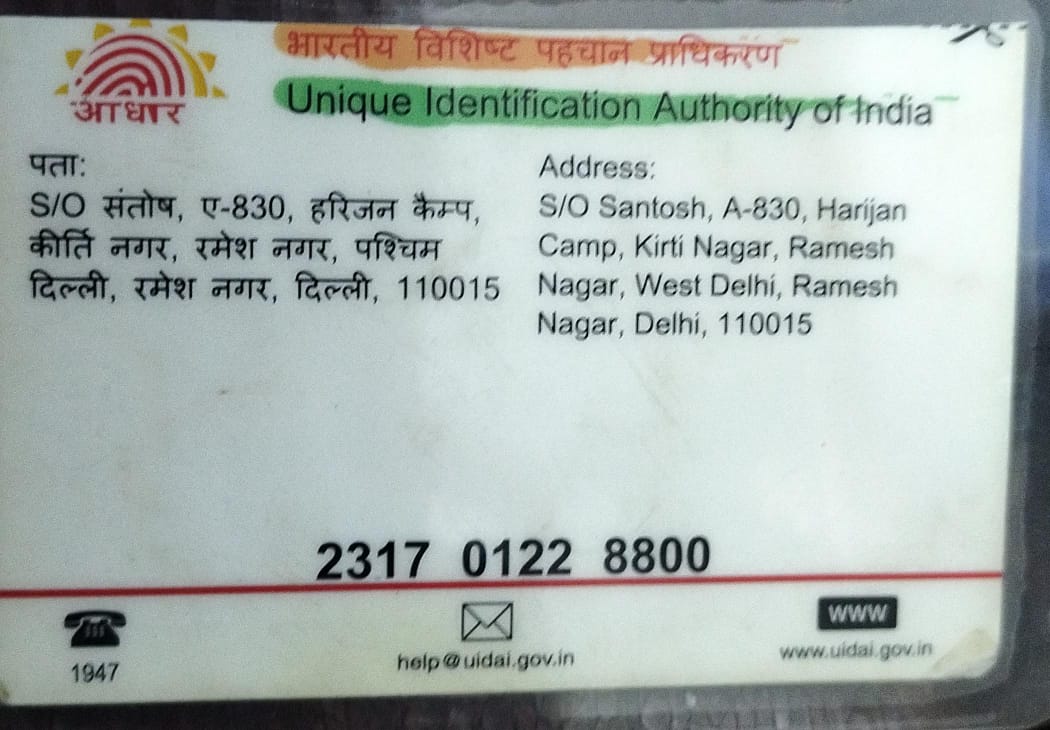 आधार
भारतीय विशिष्ट पहचान प्राधिकरण
Unique Identification Authority of India
पता:
S/O संतोष, ए-830, हरिजन कैम्प,
कीर्ति नगर, रमेश नगर, पश्चिम
दिल्ली, रमेश नगर, दिल्ली, 110015
Address:
S/O Santosh, A-830, Harijan
Camp, Kirti Nagar, Ramesh
Nagar, West Delhi, Ramesh
Nagar, Delhi, 110015
2317 0122 8800
1947
help@uidai.gov.in
www
www.uidai.gov.in